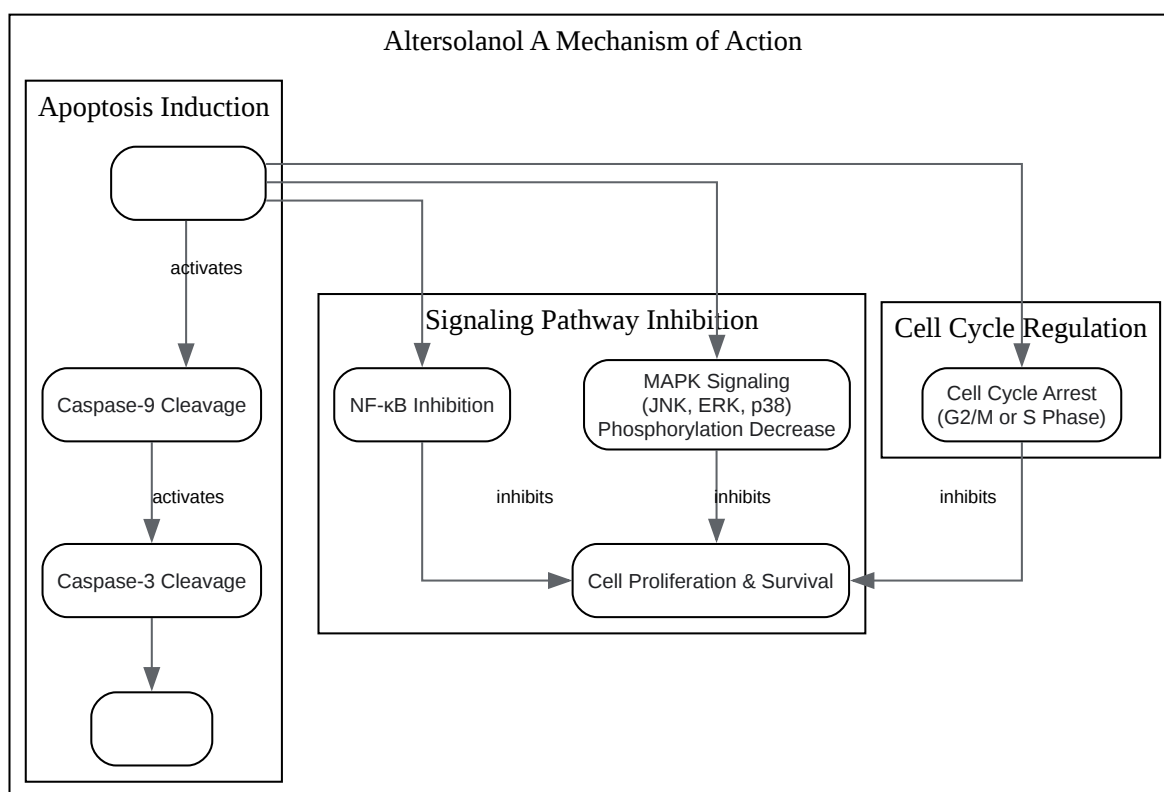 Altersolanol A Mechanism of Action
Apoptosis Induction
activates
Caspase-9 Cleavage
activates
Caspase-3 Cleavage
Signaling Pathway Inhibition
NF-κB Inhibition
MAPK Signaling
(JNK, ERK, p38)
Phosphorylation Decrease
inhibits
inhibits
Cell Proliferation & Survival
Cell Cycle Regulation
Cell Cycle Arrest
(G2/M or S Phase)
inhibits